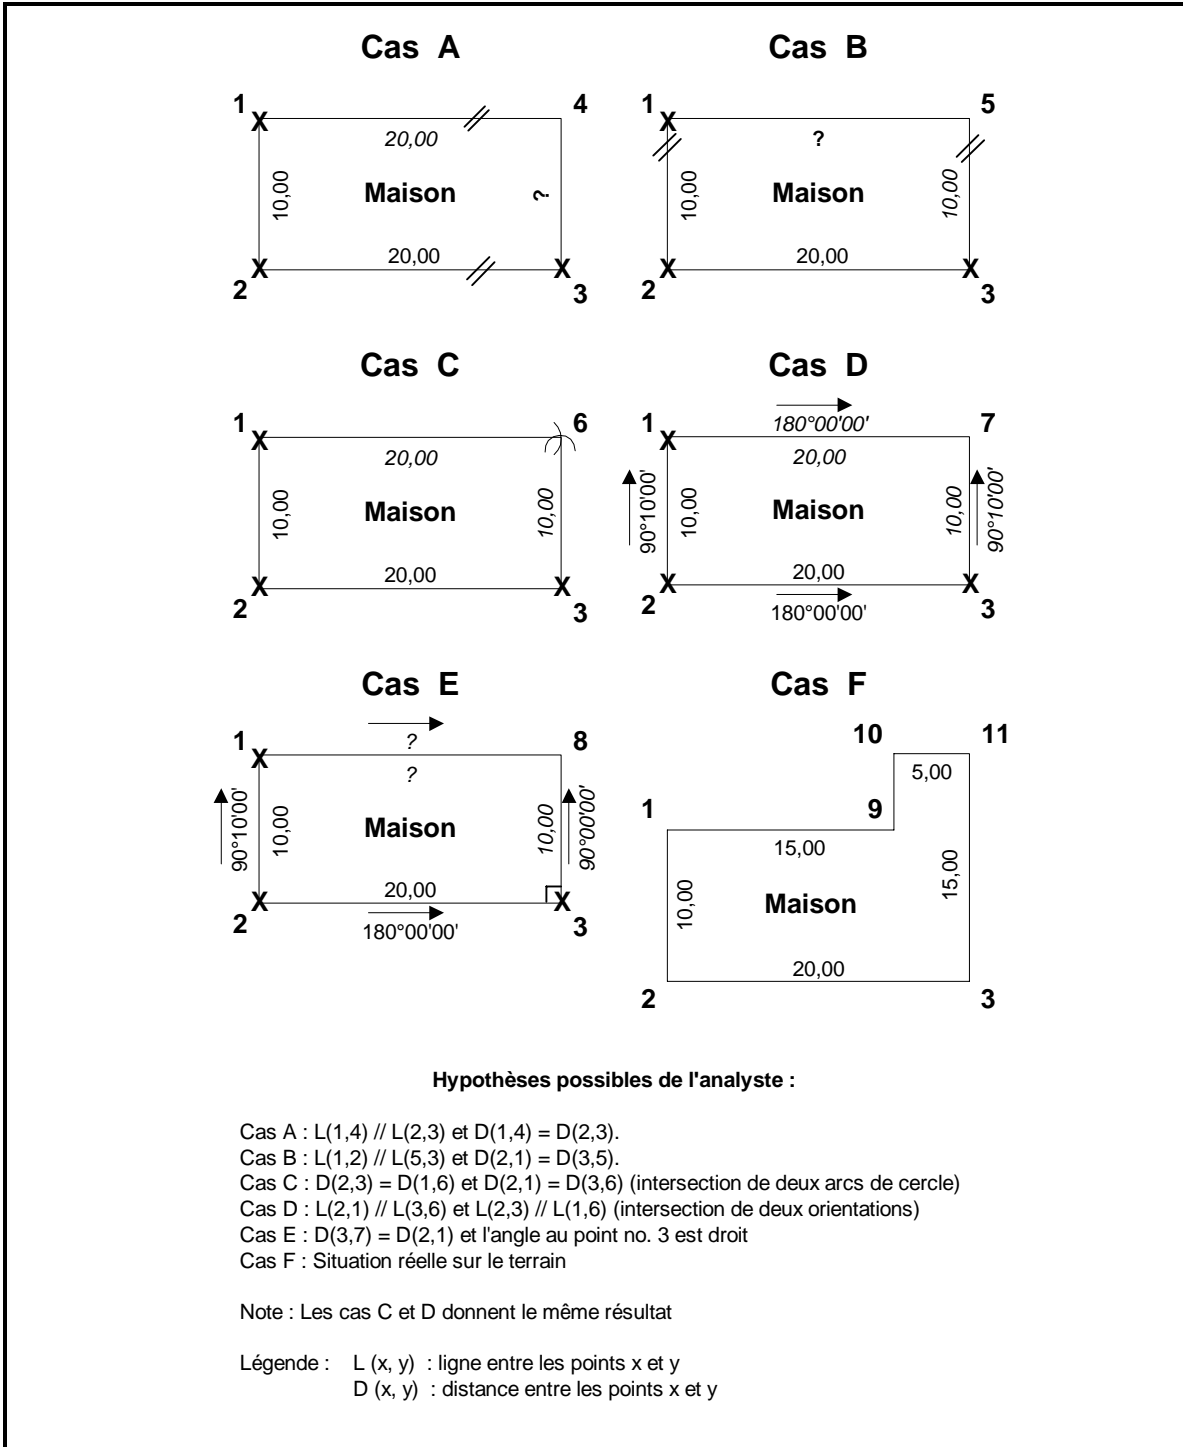 Cas A
Cas B
1
4
20,00
10,00
Maison
?
20,00
2
3
1
5
?
10,00
Maison
10,00
20,00
2
3
Cas C
Cas D
1
6
20,00
10,00
Maison
10,00
20,00
2
3
180°00'00'
1
7
20,00
90°10'00'
10,00
Maison
10,00
90°10'00'
20,00
2
3
180°00'00'
Cas E
Cas F
1
?
8
?
90°10'00'
10,00
Maison
10,00
90°00'00'
20,00
2
3
180°00'00'
10
11
5,00
1
9
15,00
10,00
Maison
15,00
20,00
2
3
Hypothèses possibles de l'analyste :
Cas A : L(1,4) // L(2,3) et D(1,4) = D(2,3).
Cas B : L(1,2) // L(5,3) et D(2,1) = D(3,5).
Cas C : D(2,3) = D(1,6) et D(2,1) = D(3,6) (intersection de deux arcs de cercle)
Cas D : L(2,1) // L(3,6) et L(2,3) // L(1,6) (intersection de deux orientations)
Cas E : D(3,7) = D(2,1) et l'angle au point no. 3 est droit
Cas F : Situation réelle sur le terrain
Note : Les cas C et D donnent le même résultat
Légende : L (x, y) : ligne entre les points x et y
D (x, y) : distance entre les points x et y